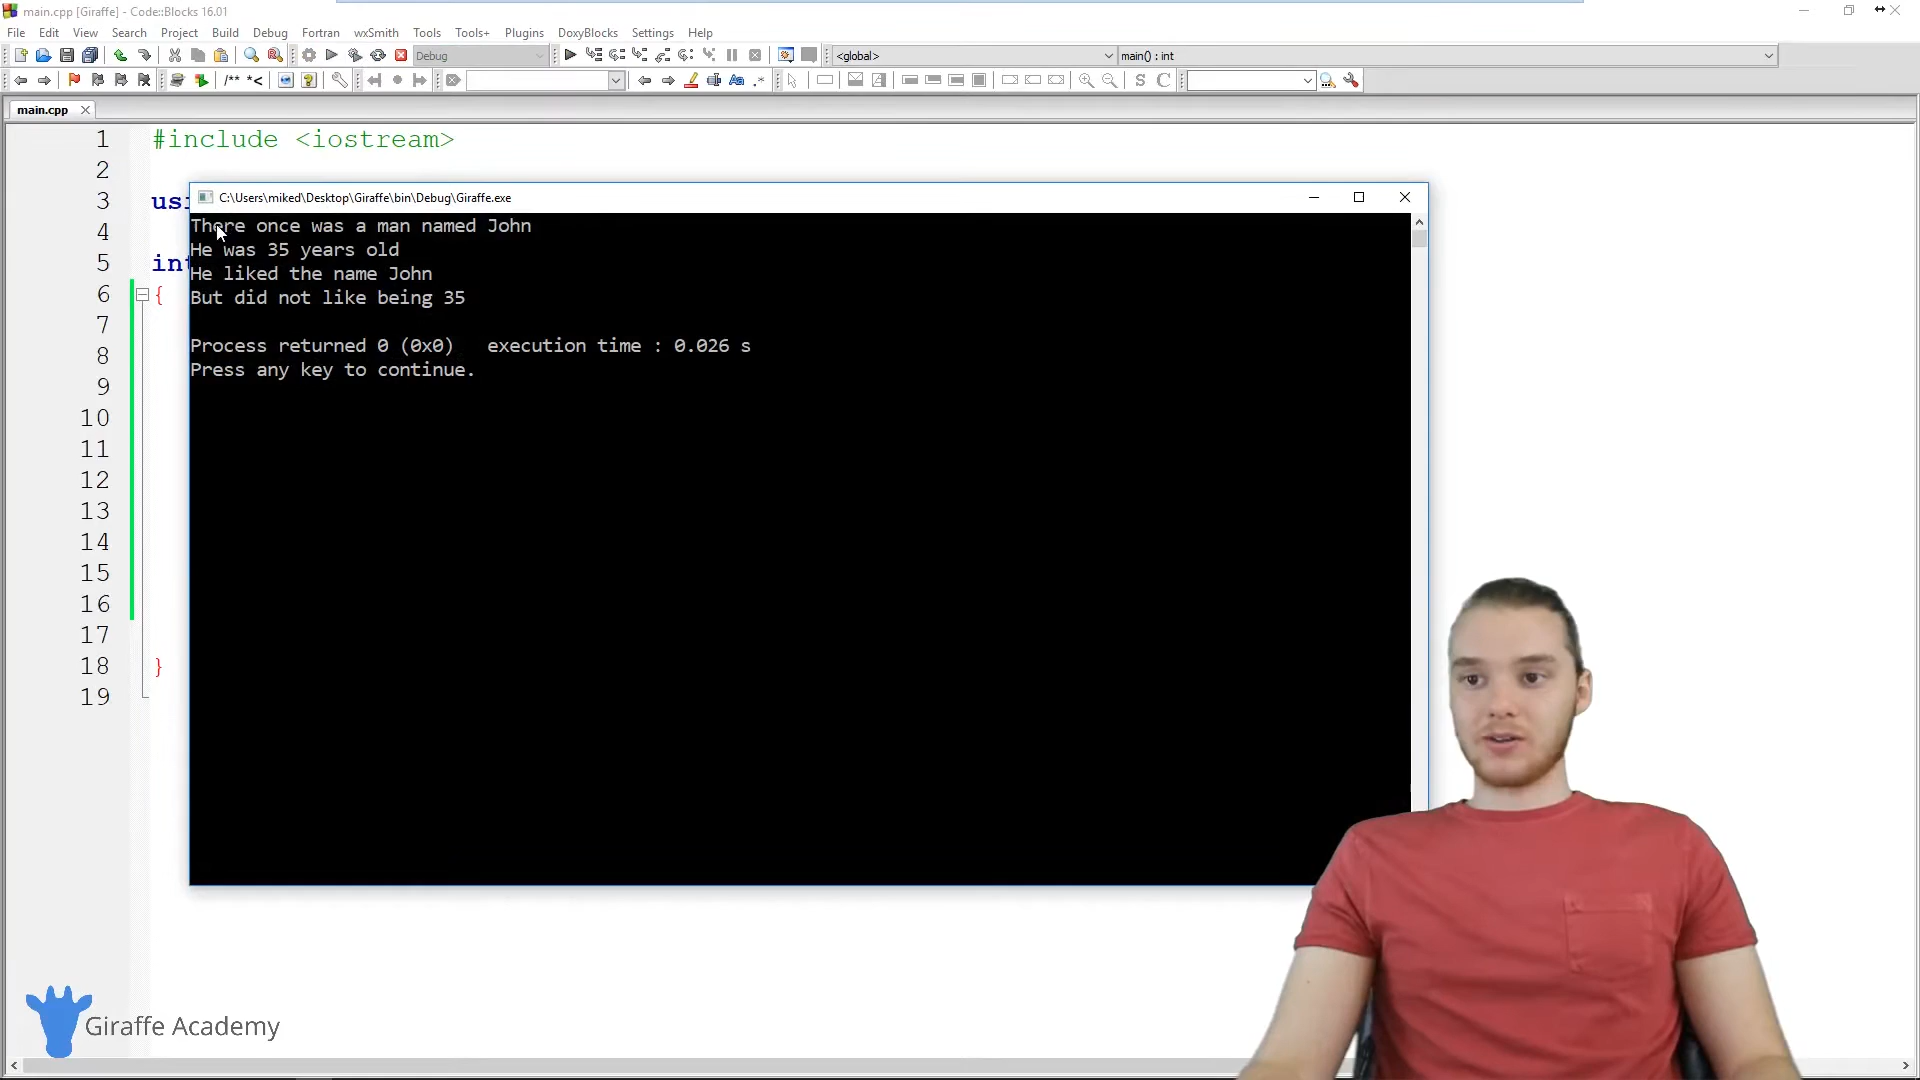 main.cpp [Giraffe] - Code::Blocks 16.01
File Edit View Search Project Build Debug Fortran wxSmith Tools Tools+ Plugins DoxyBlocks Settings Help
Debug
<global>
main() : int
/** *<
S C
main.cpp
1 #include <iostream>
2
3 usi
4
5 int
6 {
7
8
9
10
11
12
13
14
15
16
17
18 }
19
C:\Users\miked\Desktop\Giraffe\bin\Debug\Giraffe.exe
There once was a man named John
He was 35 years old
He liked the name John
But did not like being 35
Process returned 0 (0x0)   execution time : 0.026 s
Press any key to continue.
Giraffe Academy